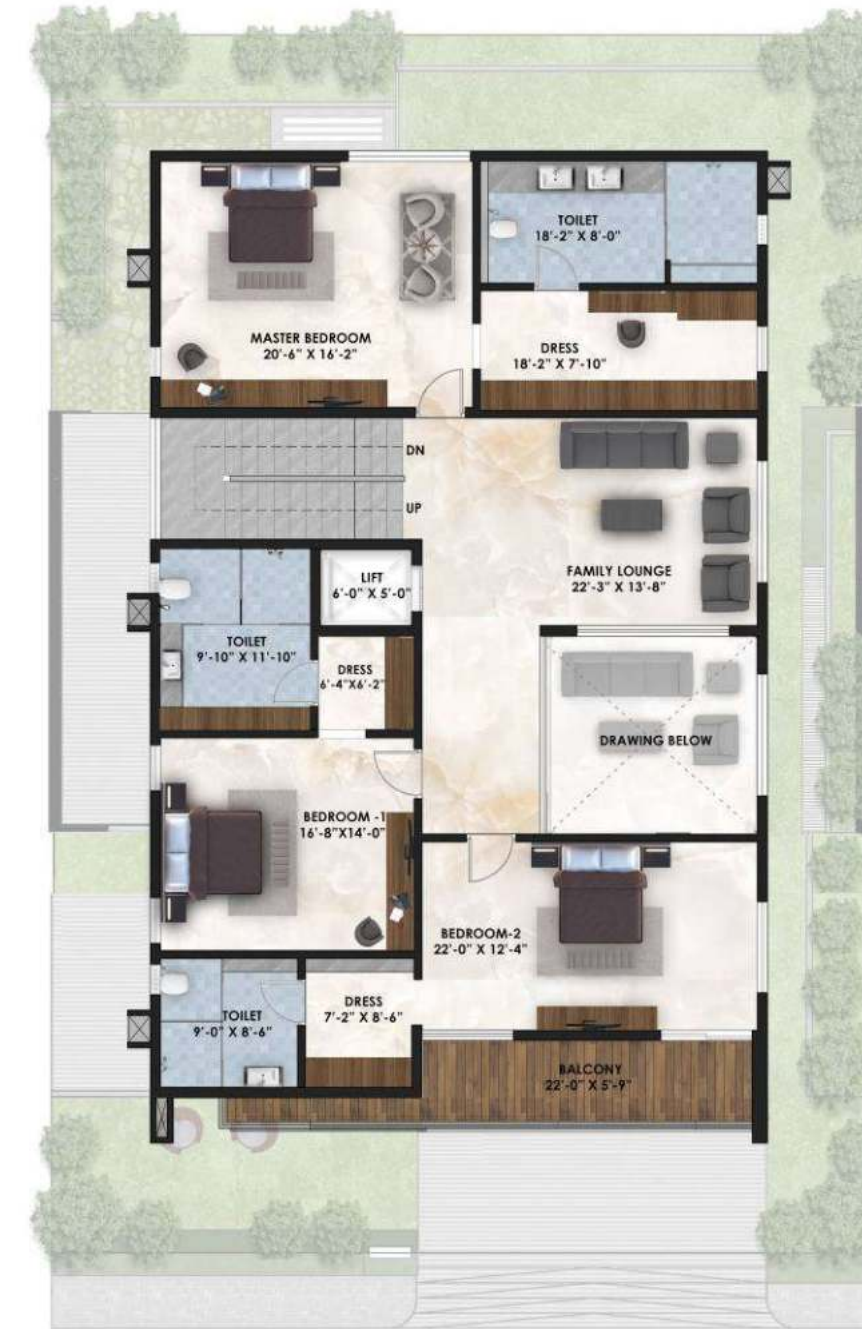 TOILET
18'-2" X 8'-0"
MASTER BEDROOM
20'-6" X 16'-2"
DRESS
18'-2" X 7'-10"
DN
UP
LIFT
6'-0" X 5'-0"
FAMILY LOUNGE
22'-3" X 13'-8"
TOILET
9'-10" X 11'-10"
DRESS
6'-4"X6'-2"
DRAWING BELOW
BEDROOM -1
16'-8"X14'-0"
BEDROOM-2
22'-0" X 12'-4"
TOILET
9'-0" X 8'-6"
DRESS
7'-2" X 8'-6"
BALCONY
22'-0" X 5'-9"